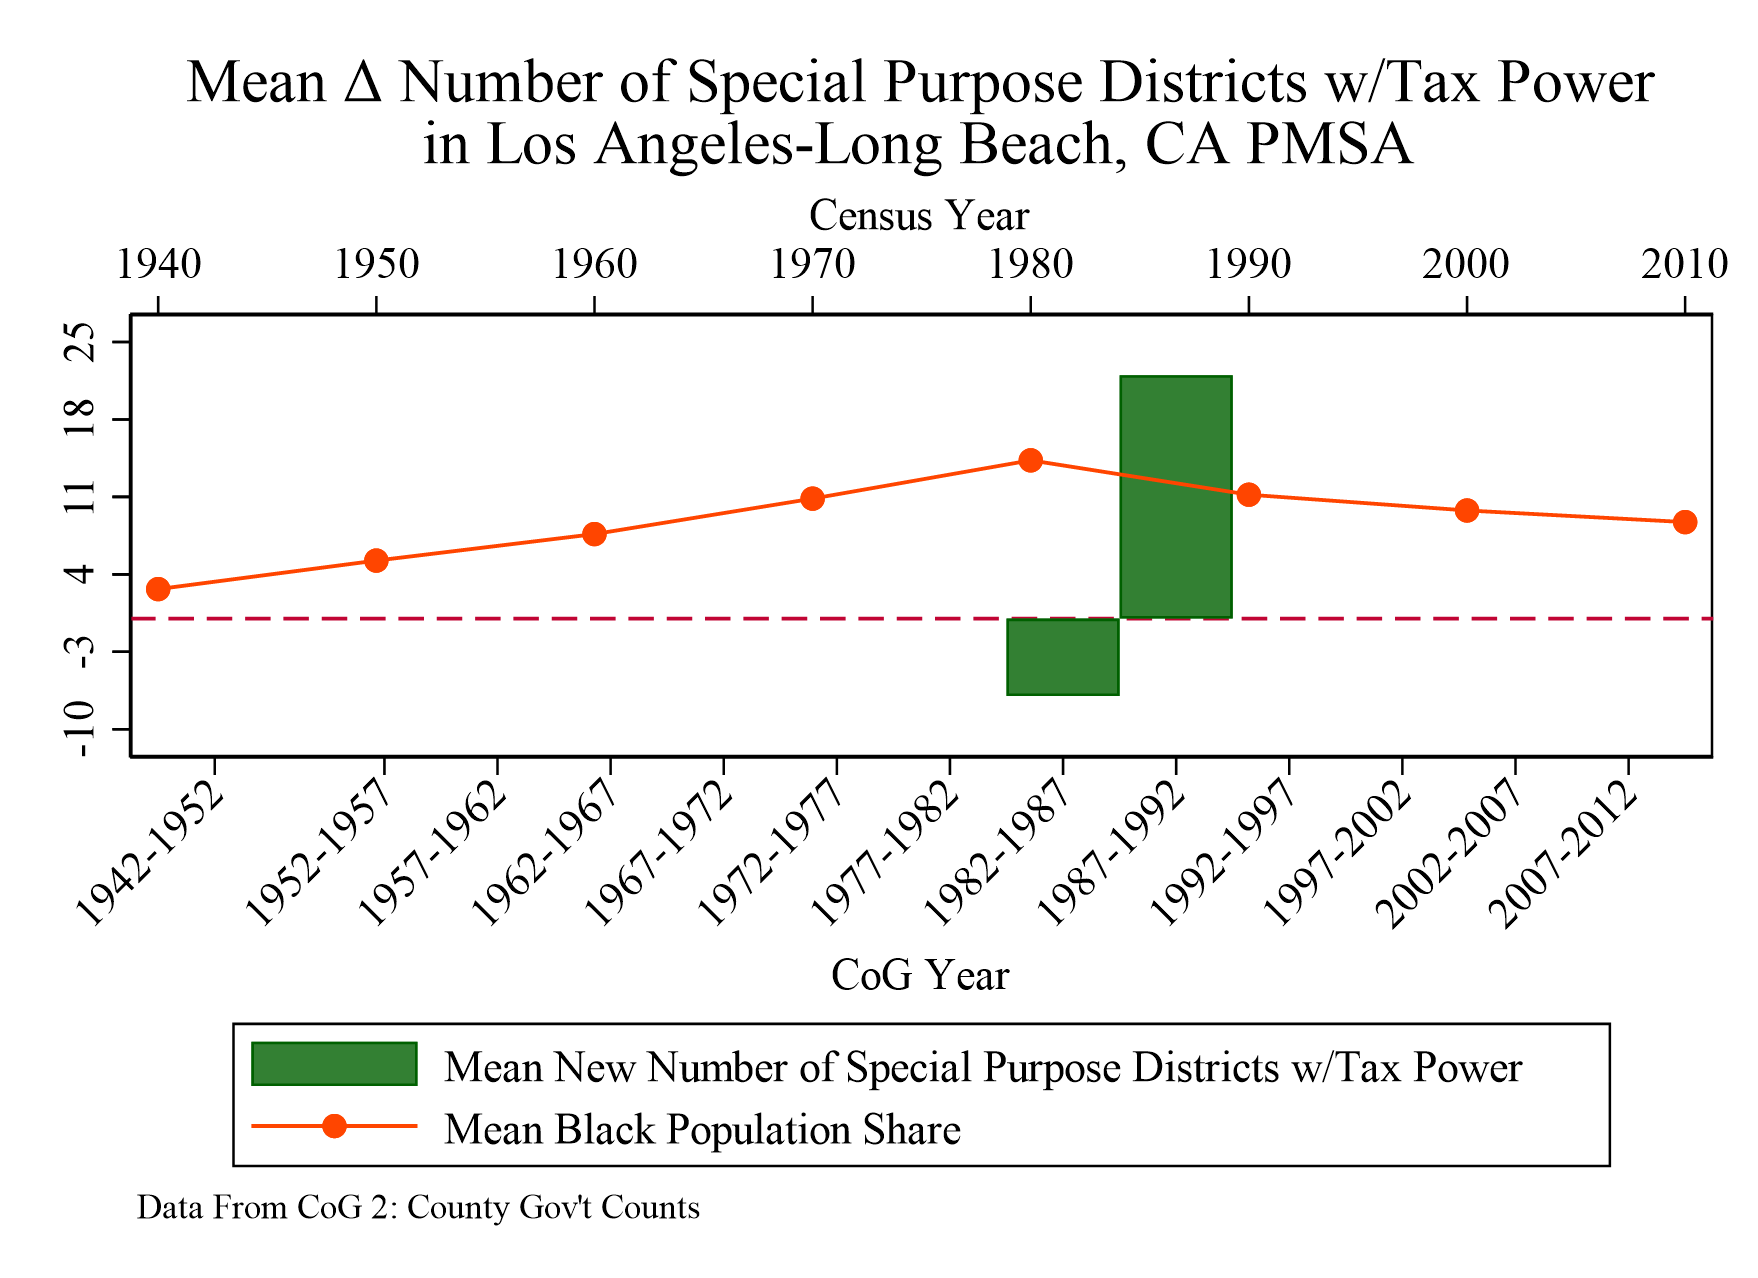 Mean Δ Number of Special Purpose Districts w/Tax Power
in Los Angeles-Long Beach, CA PMSA
Census Year
1940 1950 1960 1970 1980 1990 2000 2010
25
18
11
4
-3
-10
1942-1952 1952-1957 1957-1962 1962-1967 1967-1972 1972-1977 1977-1982 1982-1987 1987-1992 1992-1997 1997-2002 2002-2007 2007-2012
CoG Year
Mean New Number of Special Purpose Districts w/Tax Power
Mean Black Population Share
Data From CoG 2: County Gov't Counts